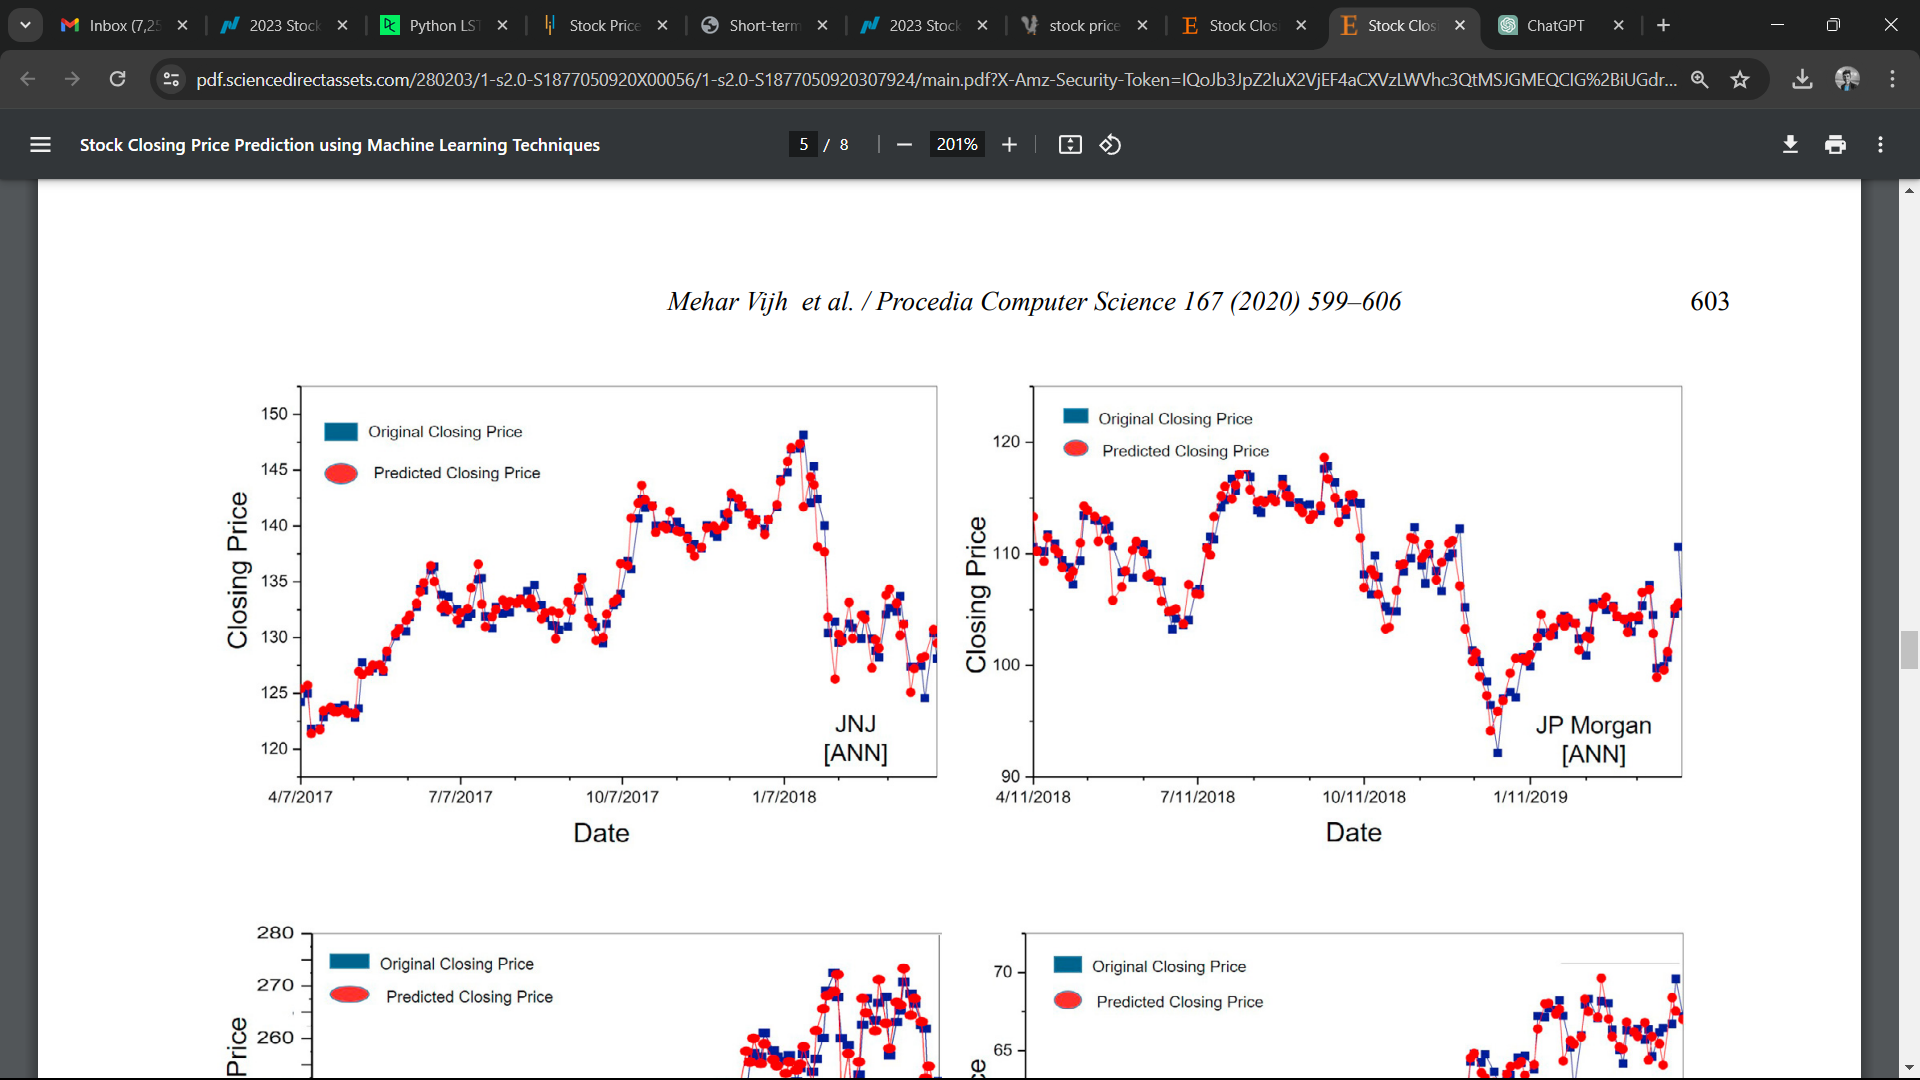 Inbox (7,25
2023 Stock
Python LST
Stock Price
Short-term
2023 Stock
stock price
Stock Clos
Stock Clos
ChatGPT
pdf.sciencedirectassets.com/280203/1-s2.0-S1877050920X00056/1-s2.0-S1877050920307924/main.pdf?X-Amz-Security-Token=IQoJb3JpZ2luX2VjEF4aCXVzLWVhc3QtMSJGMEQCIG%2BiUGdr...
Stock Closing Price Prediction using Machine Learning Techniques
5 / 8
201%
Mehar Vijh et al. / Procedia Computer Science 167 (2020) 599–606
603
Closing Price
150
145
140
135
130
125
120
Original Closing Price
Predicted Closing Price
JNJ
[ANN]
4/7/2017 7/7/2017 10/7/2017 1/7/2018
Date
Closing Price
120
110
100
90
Original Closing Price
Predicted Closing Price
JP Morgan
[ANN]
4/11/2018 7/11/2018 10/11/2018 1/11/2019
Date
Price
280
270
260
Original Closing Price
Predicted Closing Price
70
65
Original Closing Price
Predicted Closing Price